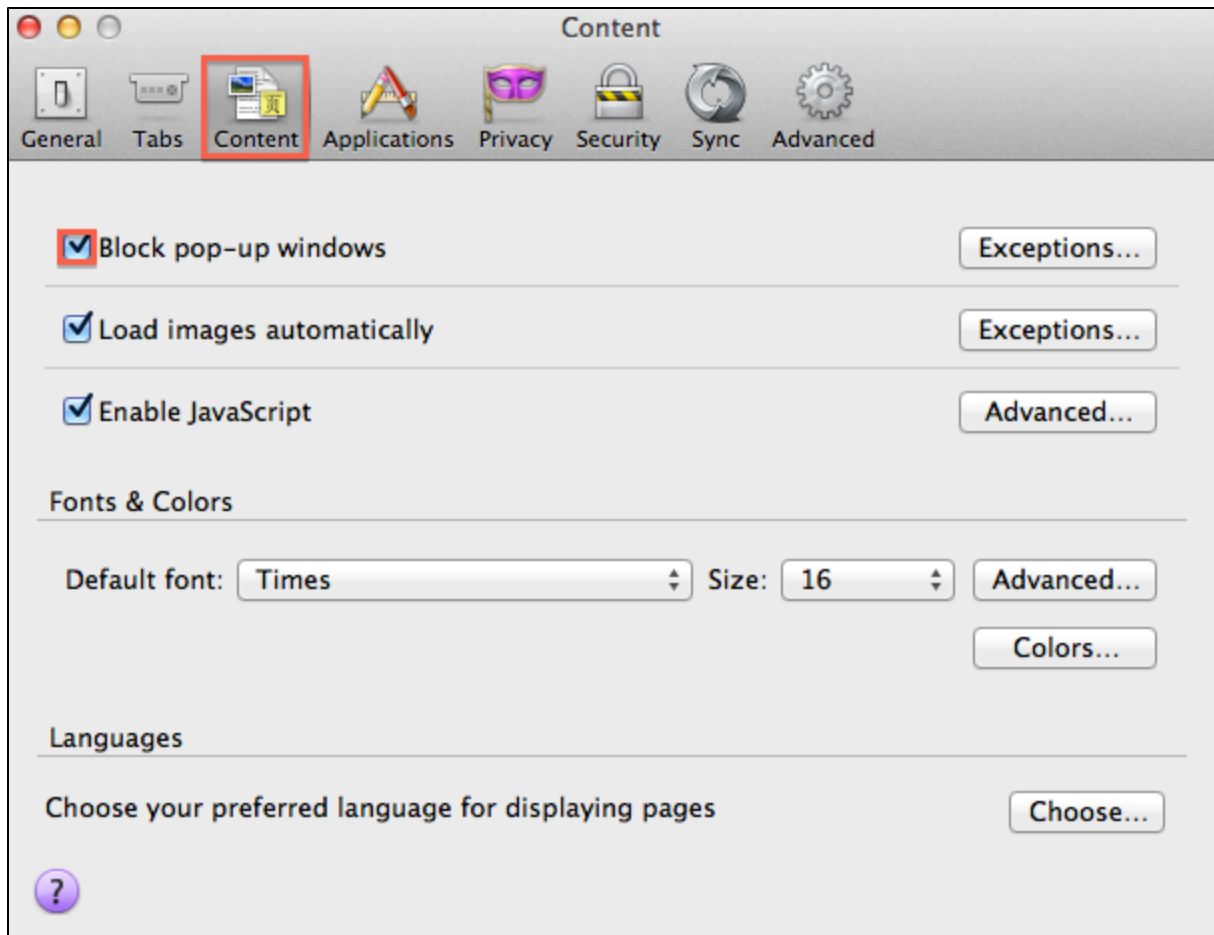 Content
General Tabs Content Applications Privacy Security Sync Advanced
Block pop-up windows Exceptions...
Load images automatically Exceptions...
Enable JavaScript Advanced...
Fonts & Colors
Default font: Times Size: 16 Advanced...
Colors...
Languages
Choose your preferred language for displaying pages Choose...
?